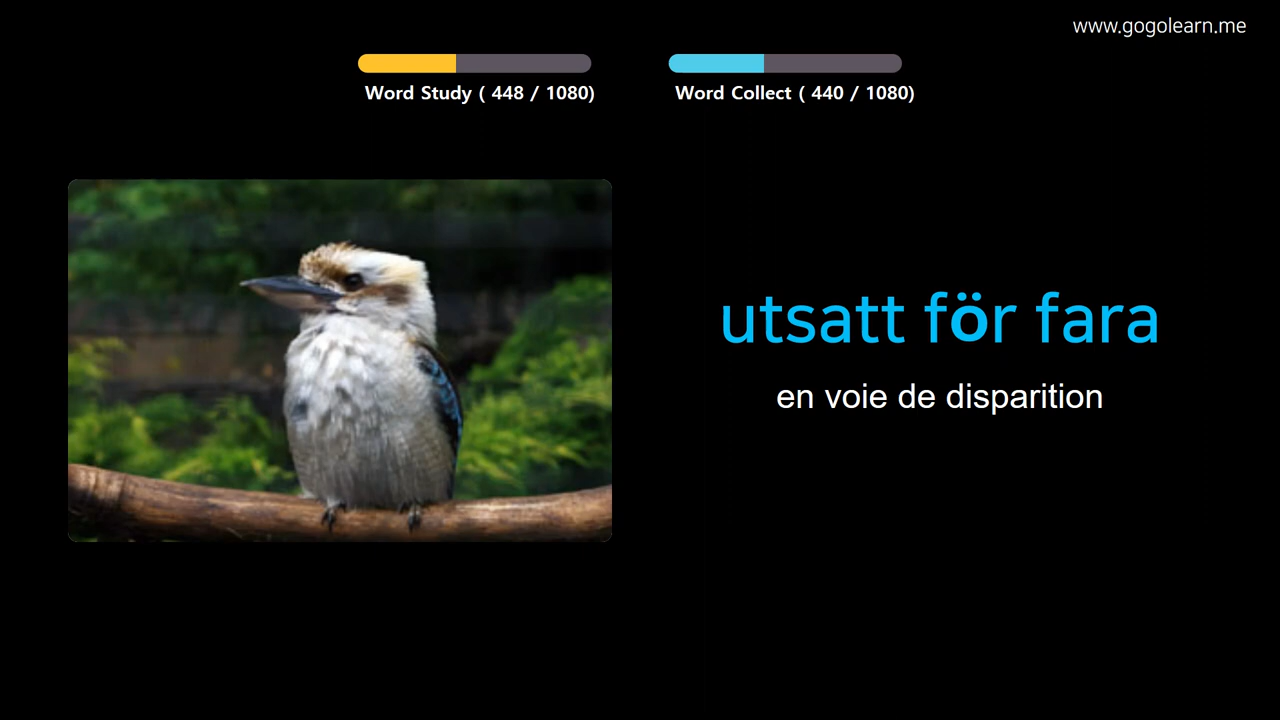 www.gogolearn.me
Word Study ( 448 / 1080)
Word Collect ( 440 / 1080)
utsatt för fara
en voie de disparition